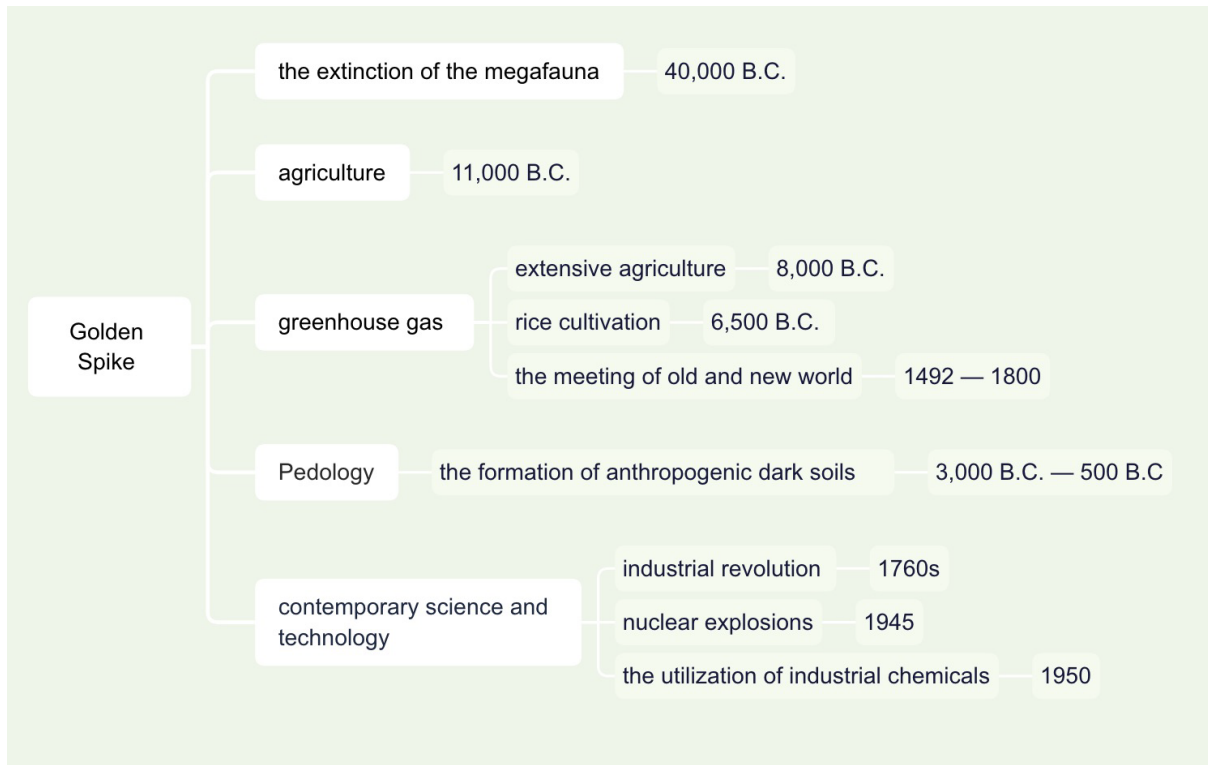 the extinction of the megafauna 40,000 B.C.
agriculture 11,000 B.C.
extensive agriculture 8,000 B.C.
greenhouse gas rice cultivation 6,500 B.C.
the meeting of old and new world 1492 — 1800
Golden
Spike
Pedology the formation of anthropogenic dark soils 3,000 B.C. — 500 B.C
industrial revolution 1760s
contemporary science and
technology
nuclear explosions 1945
the utilization of industrial chemicals 1950